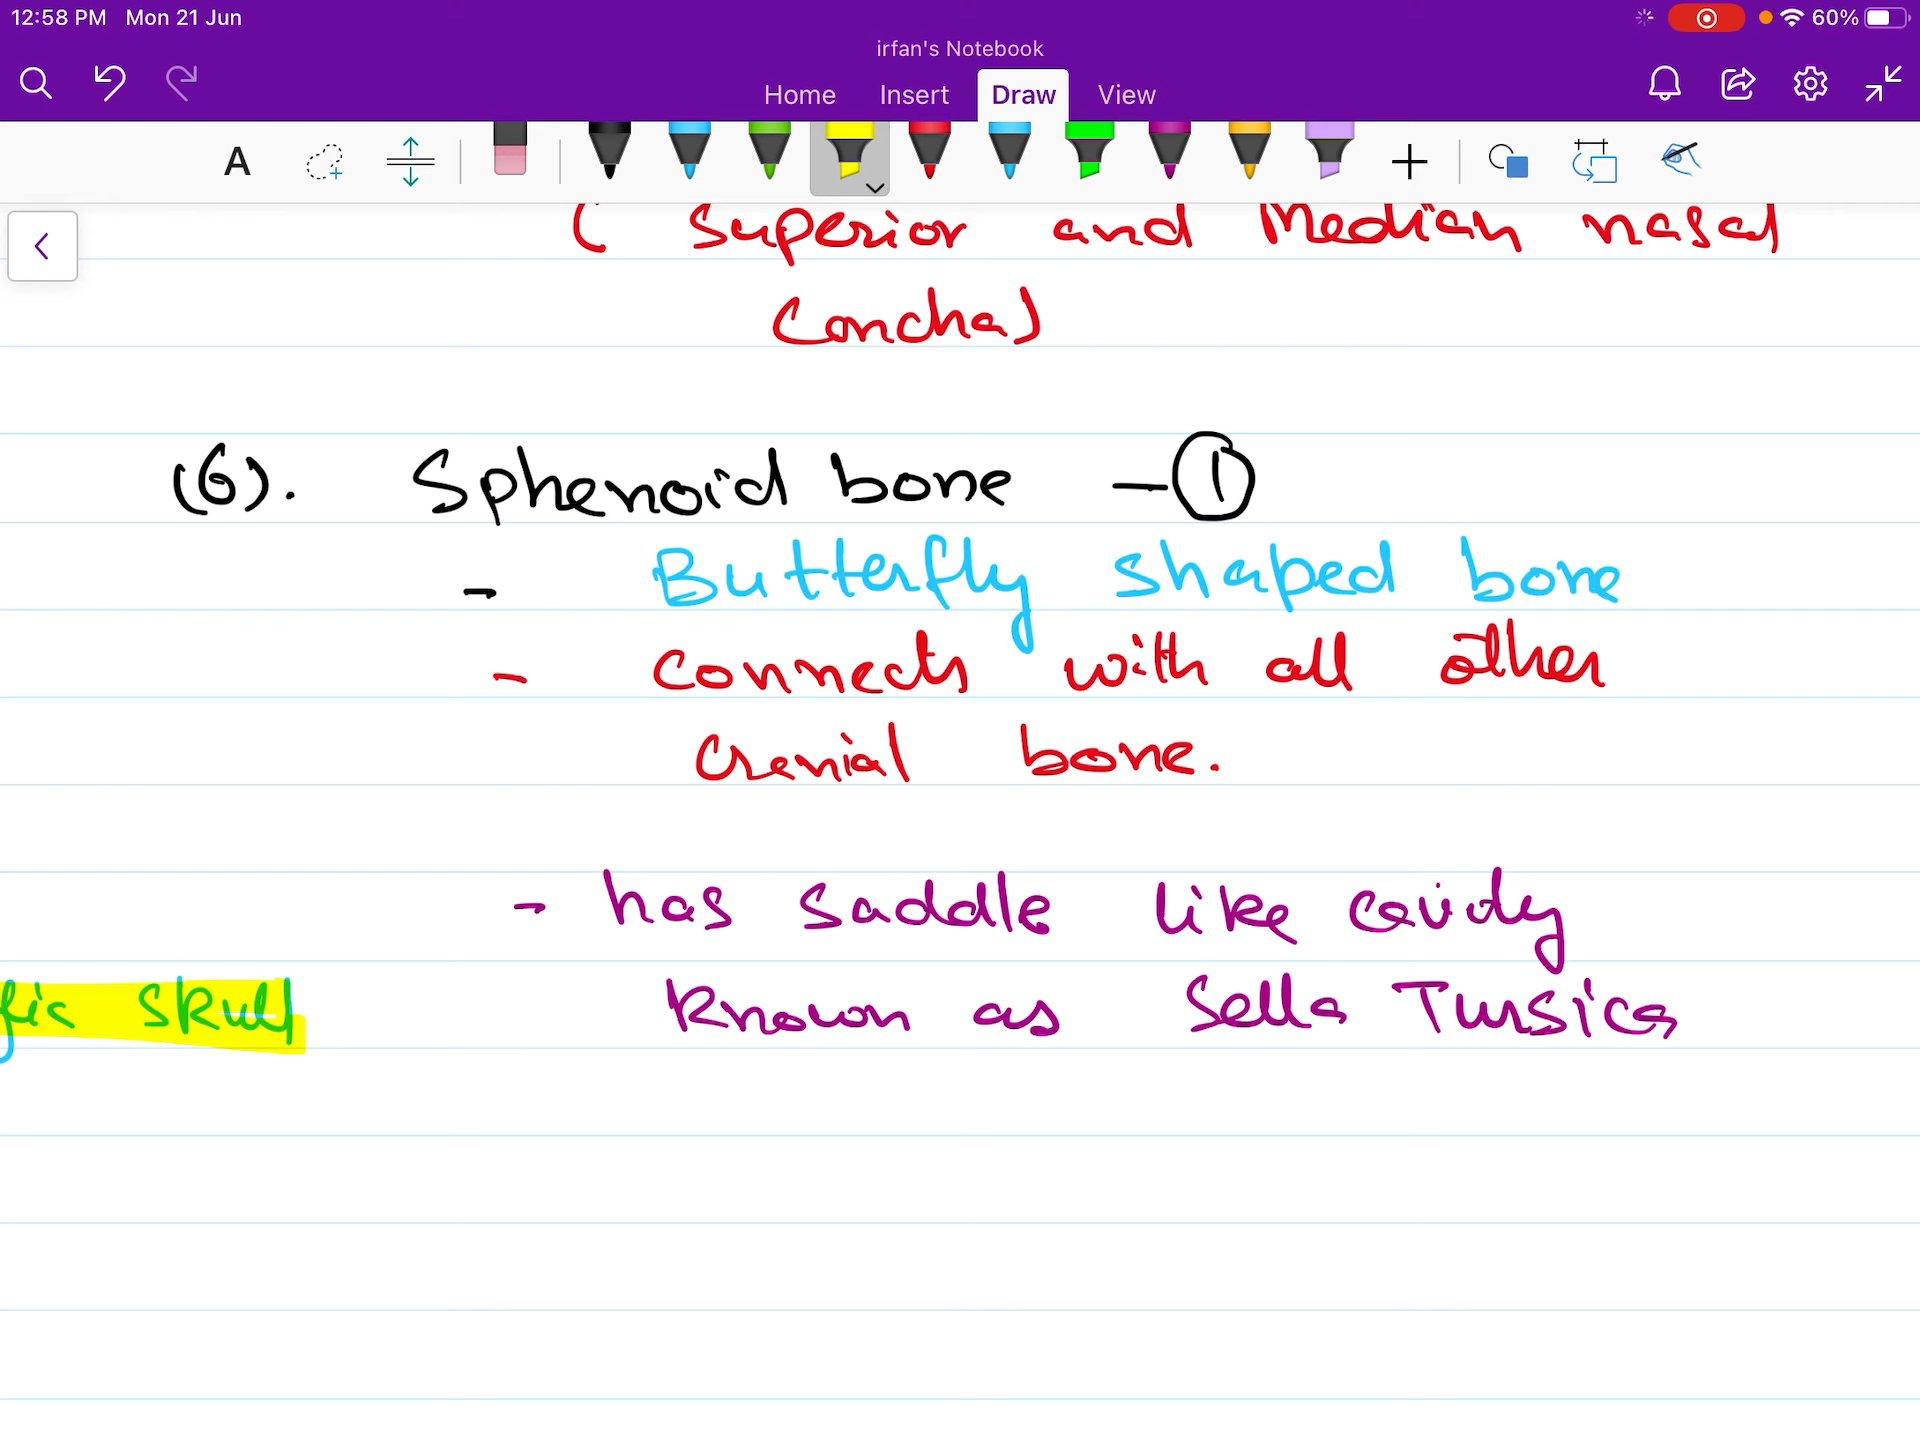 12:58 PM Mon 21 Jun
60%
irfan's Notebook
Home Insert Draw View
A
( Superior and Median nasal
Concha)
(6). Sphenoid bone - 1
- Butterfly shaped bone
- connects with all other
Cranial bone.
- has saddle like cavity
skull known as Sella Tursica